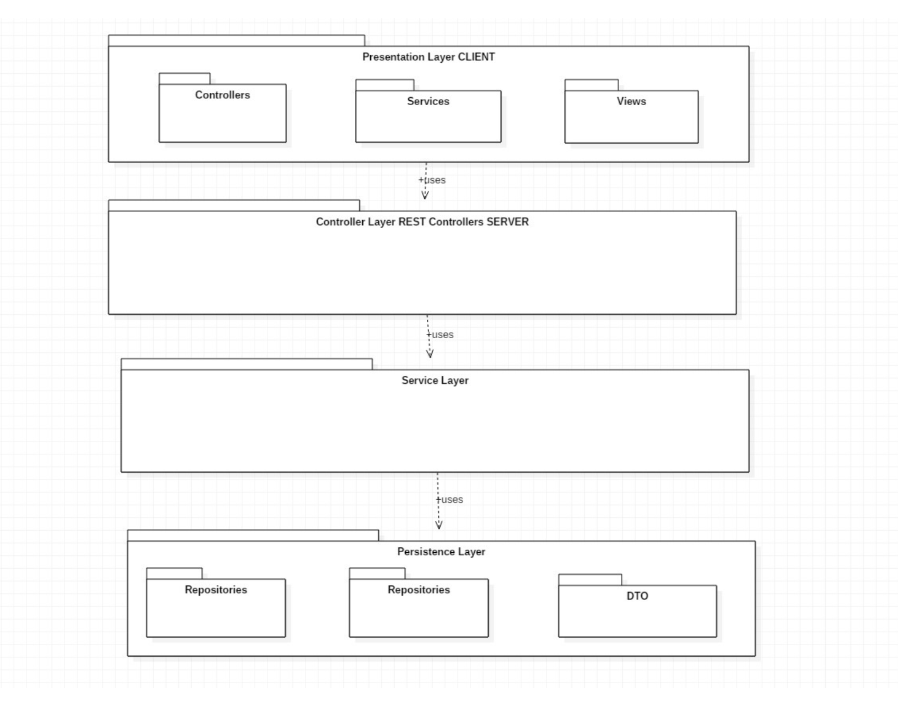 Presentation Layer CLIENT
Controllers
Services
Views
+uses
Controller Layer REST Controllers SERVER
+uses
Service Layer
+uses
Persistence Layer
Repositories
Repositories
DTO